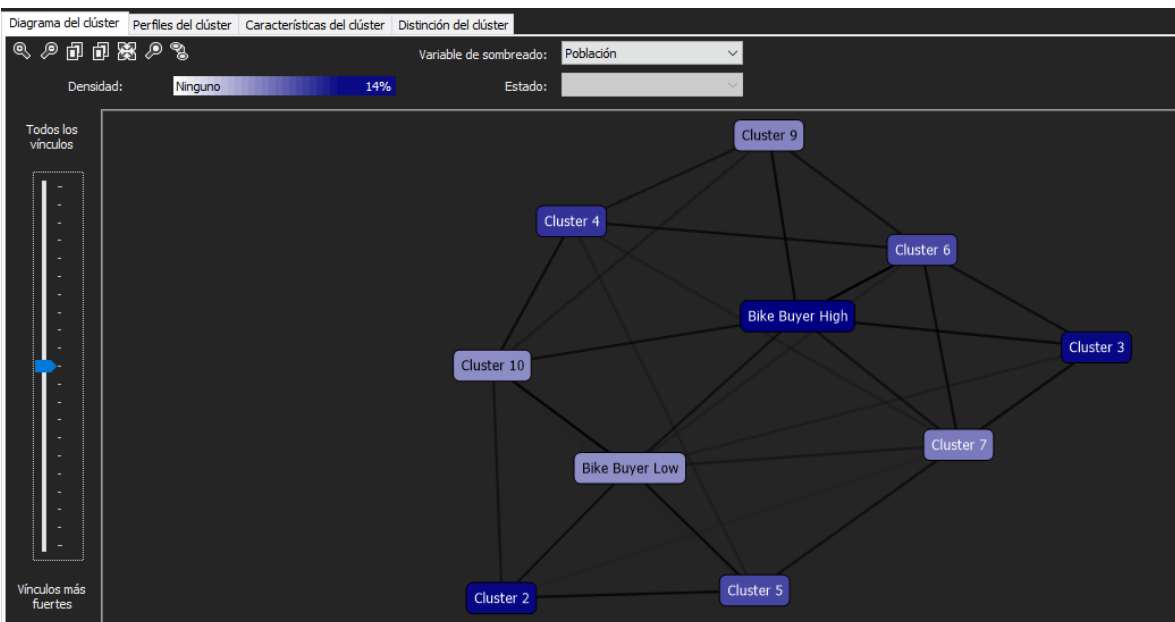 Diagrama del clúster Perfiles del clúster Características del clúster Distinción del clúster
Variable de sombreado: Población
Densidad: Ninguno 14% Estado:
Todos los
vínculos
Cluster 9
Cluster 4
Cluster 6
Bike Buyer High
Cluster 3
Cluster 10
Cluster 7
Bike Buyer Low
Cluster 5
Cluster 2
Vínculos más
fuertes